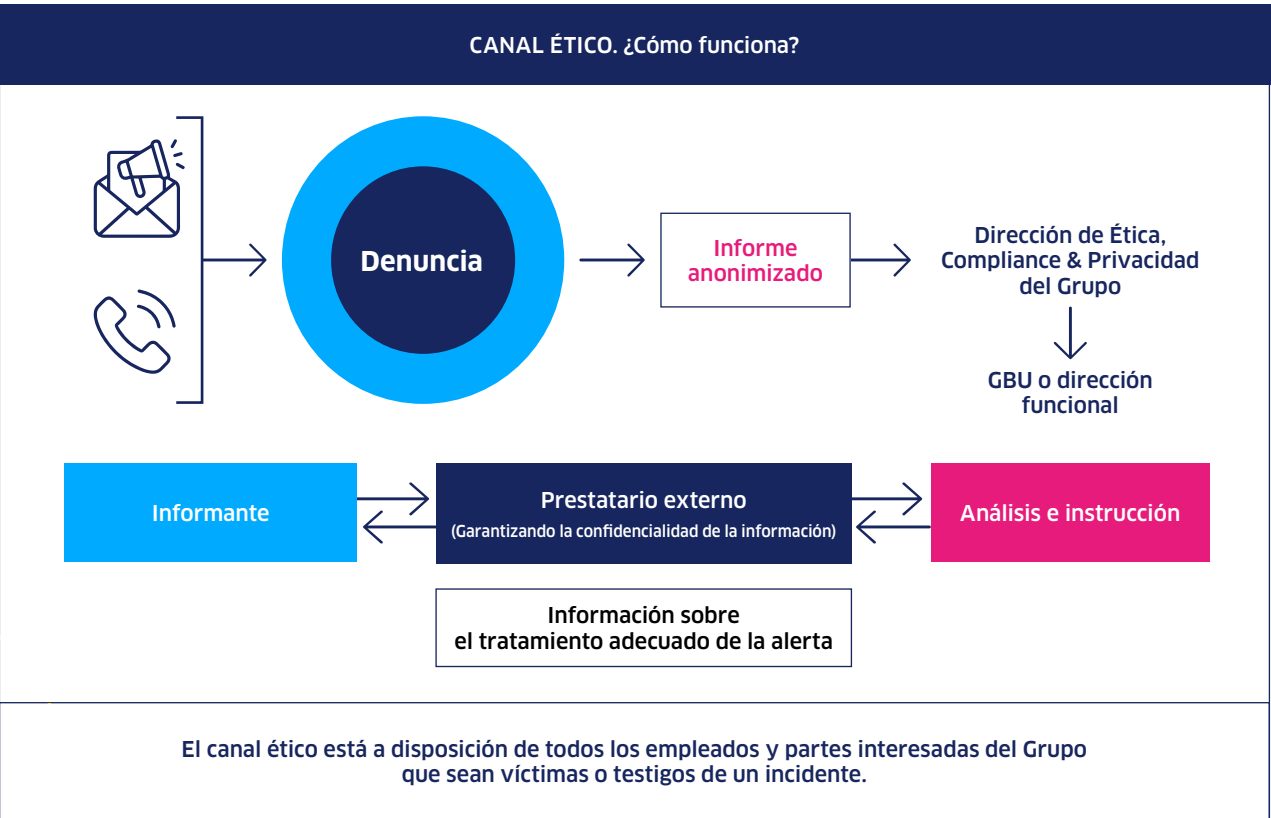 CANAL ÉTICO. ¿Cómo funciona?
Denuncia
Informe
anonimizado
Dirección de Ética,
Compliance & Privacidad
del Grupo
GBU o dirección
funcional
Informante
Prestatario externo
(Garantizando la confidencialidad de la información)
Análisis e instrucción
Información sobre
el tratamiento adecuado de la alerta
El canal ético está a disposición de todos los empleados y partes interesadas del Grupo
que sean víctimas o testigos de un incidente.